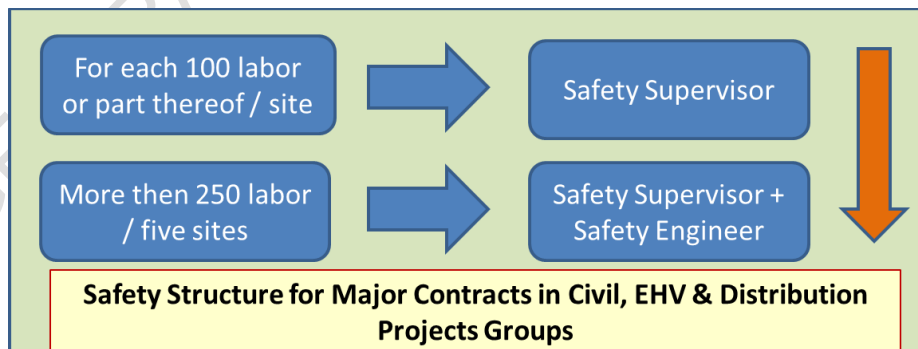 For each 100 labor
or part thereof / site
Safety Supervisor
More then 250 labor
/ five sites
Safety Supervisor +
Safety Engineer
Safety Structure for Major Contracts in Civil, EHV & Distribution
Projects Groups